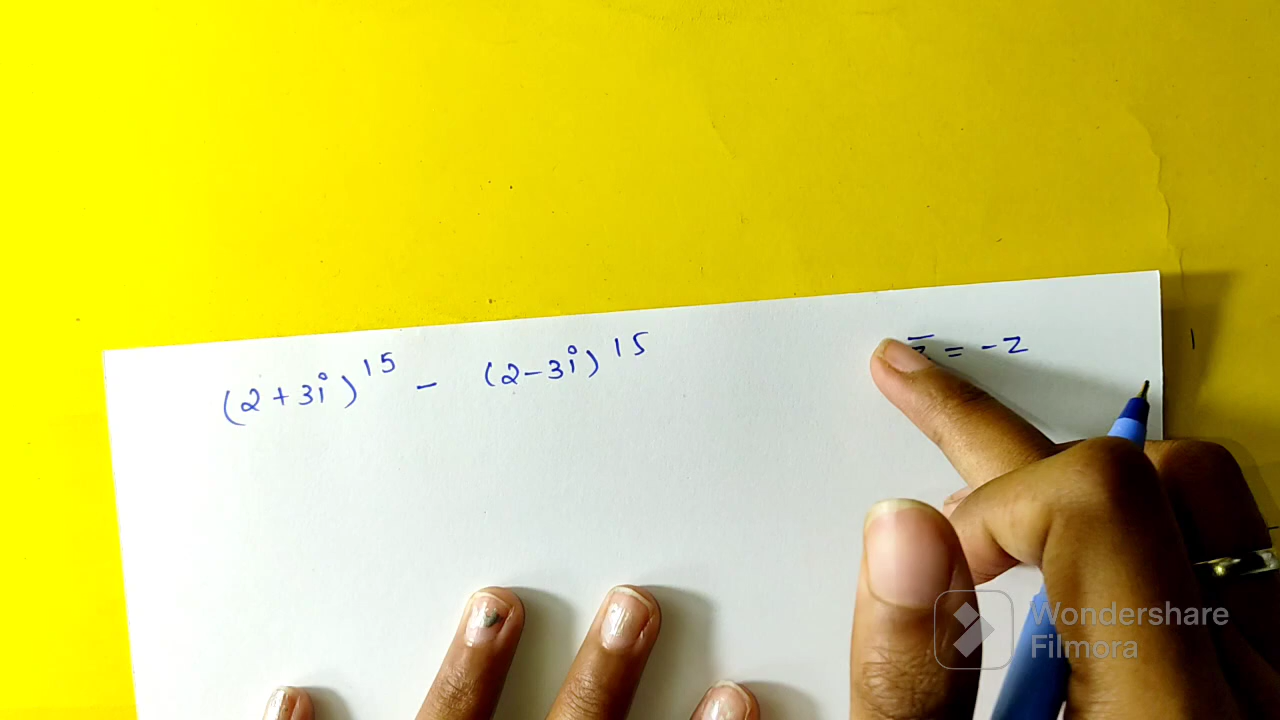 (2+3i)^15 - (2-3i)^15
z̅ = -z
Wondershare
Filmora